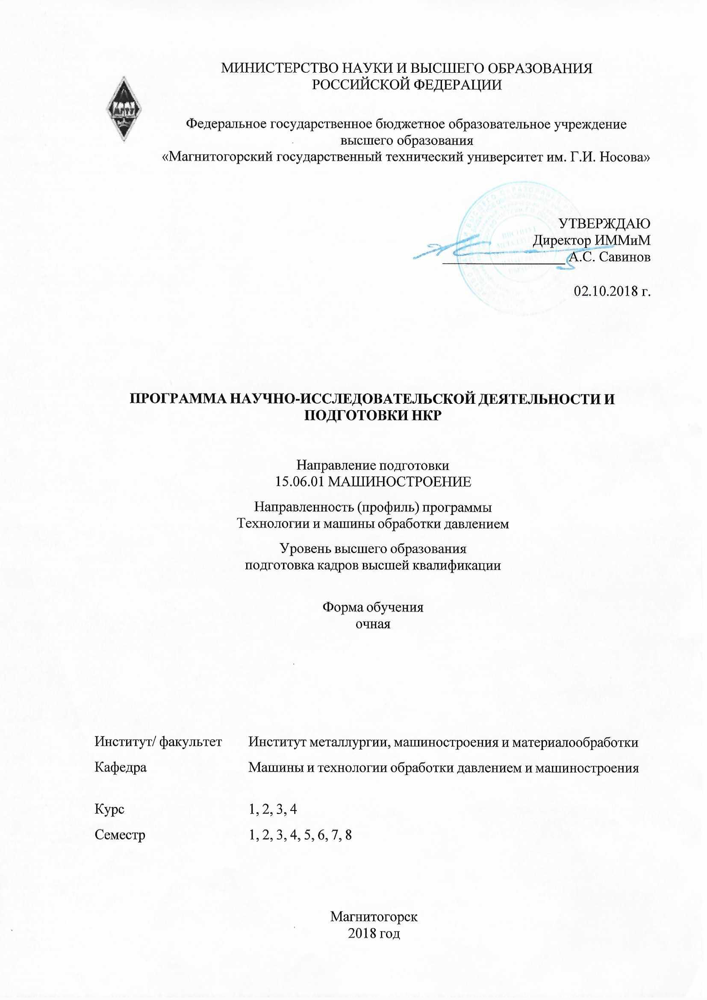 МИНИСТЕРСТВО НАУКИ И ВЫСШЕГО ОБРАЗОВАНИЯ
РОССИЙСКОЙ ФЕДЕРАЦИИ
Федеральное государственное бюджетное образовательное учреждение
высшего образования
«Магнитогорский государственный технический университет им. Г.И. Носова»
УТВЕРЖДАЮ
Директор ИММиМ
А.С. Савинов
02.10.2018 г.
ПРОГРАММА НАУЧНО-ИССЛЕДОВАТЕЛЬСКОЙ ДЕЯТЕЛЬНОСТИ И
ПОДГОТОВКИ НКР
Направление подготовки
15.06.01 МАШИНОСТРОЕНИЕ
Направленность (профиль) программы
Технологии и машины обработки давлением
Уровень высшего образования
подготовка кадров высшей квалификации
Форма обучения
очная
Институт/ факультет Институт металлургии, машиностроения и материалообработки
Кафедра Машины и технологии обработки давлением и машиностроения
Курс 1, 2, 3, 4
Семестр 1, 2, 3, 4, 5, 6, 7, 8
Магнитогорск
2018 год